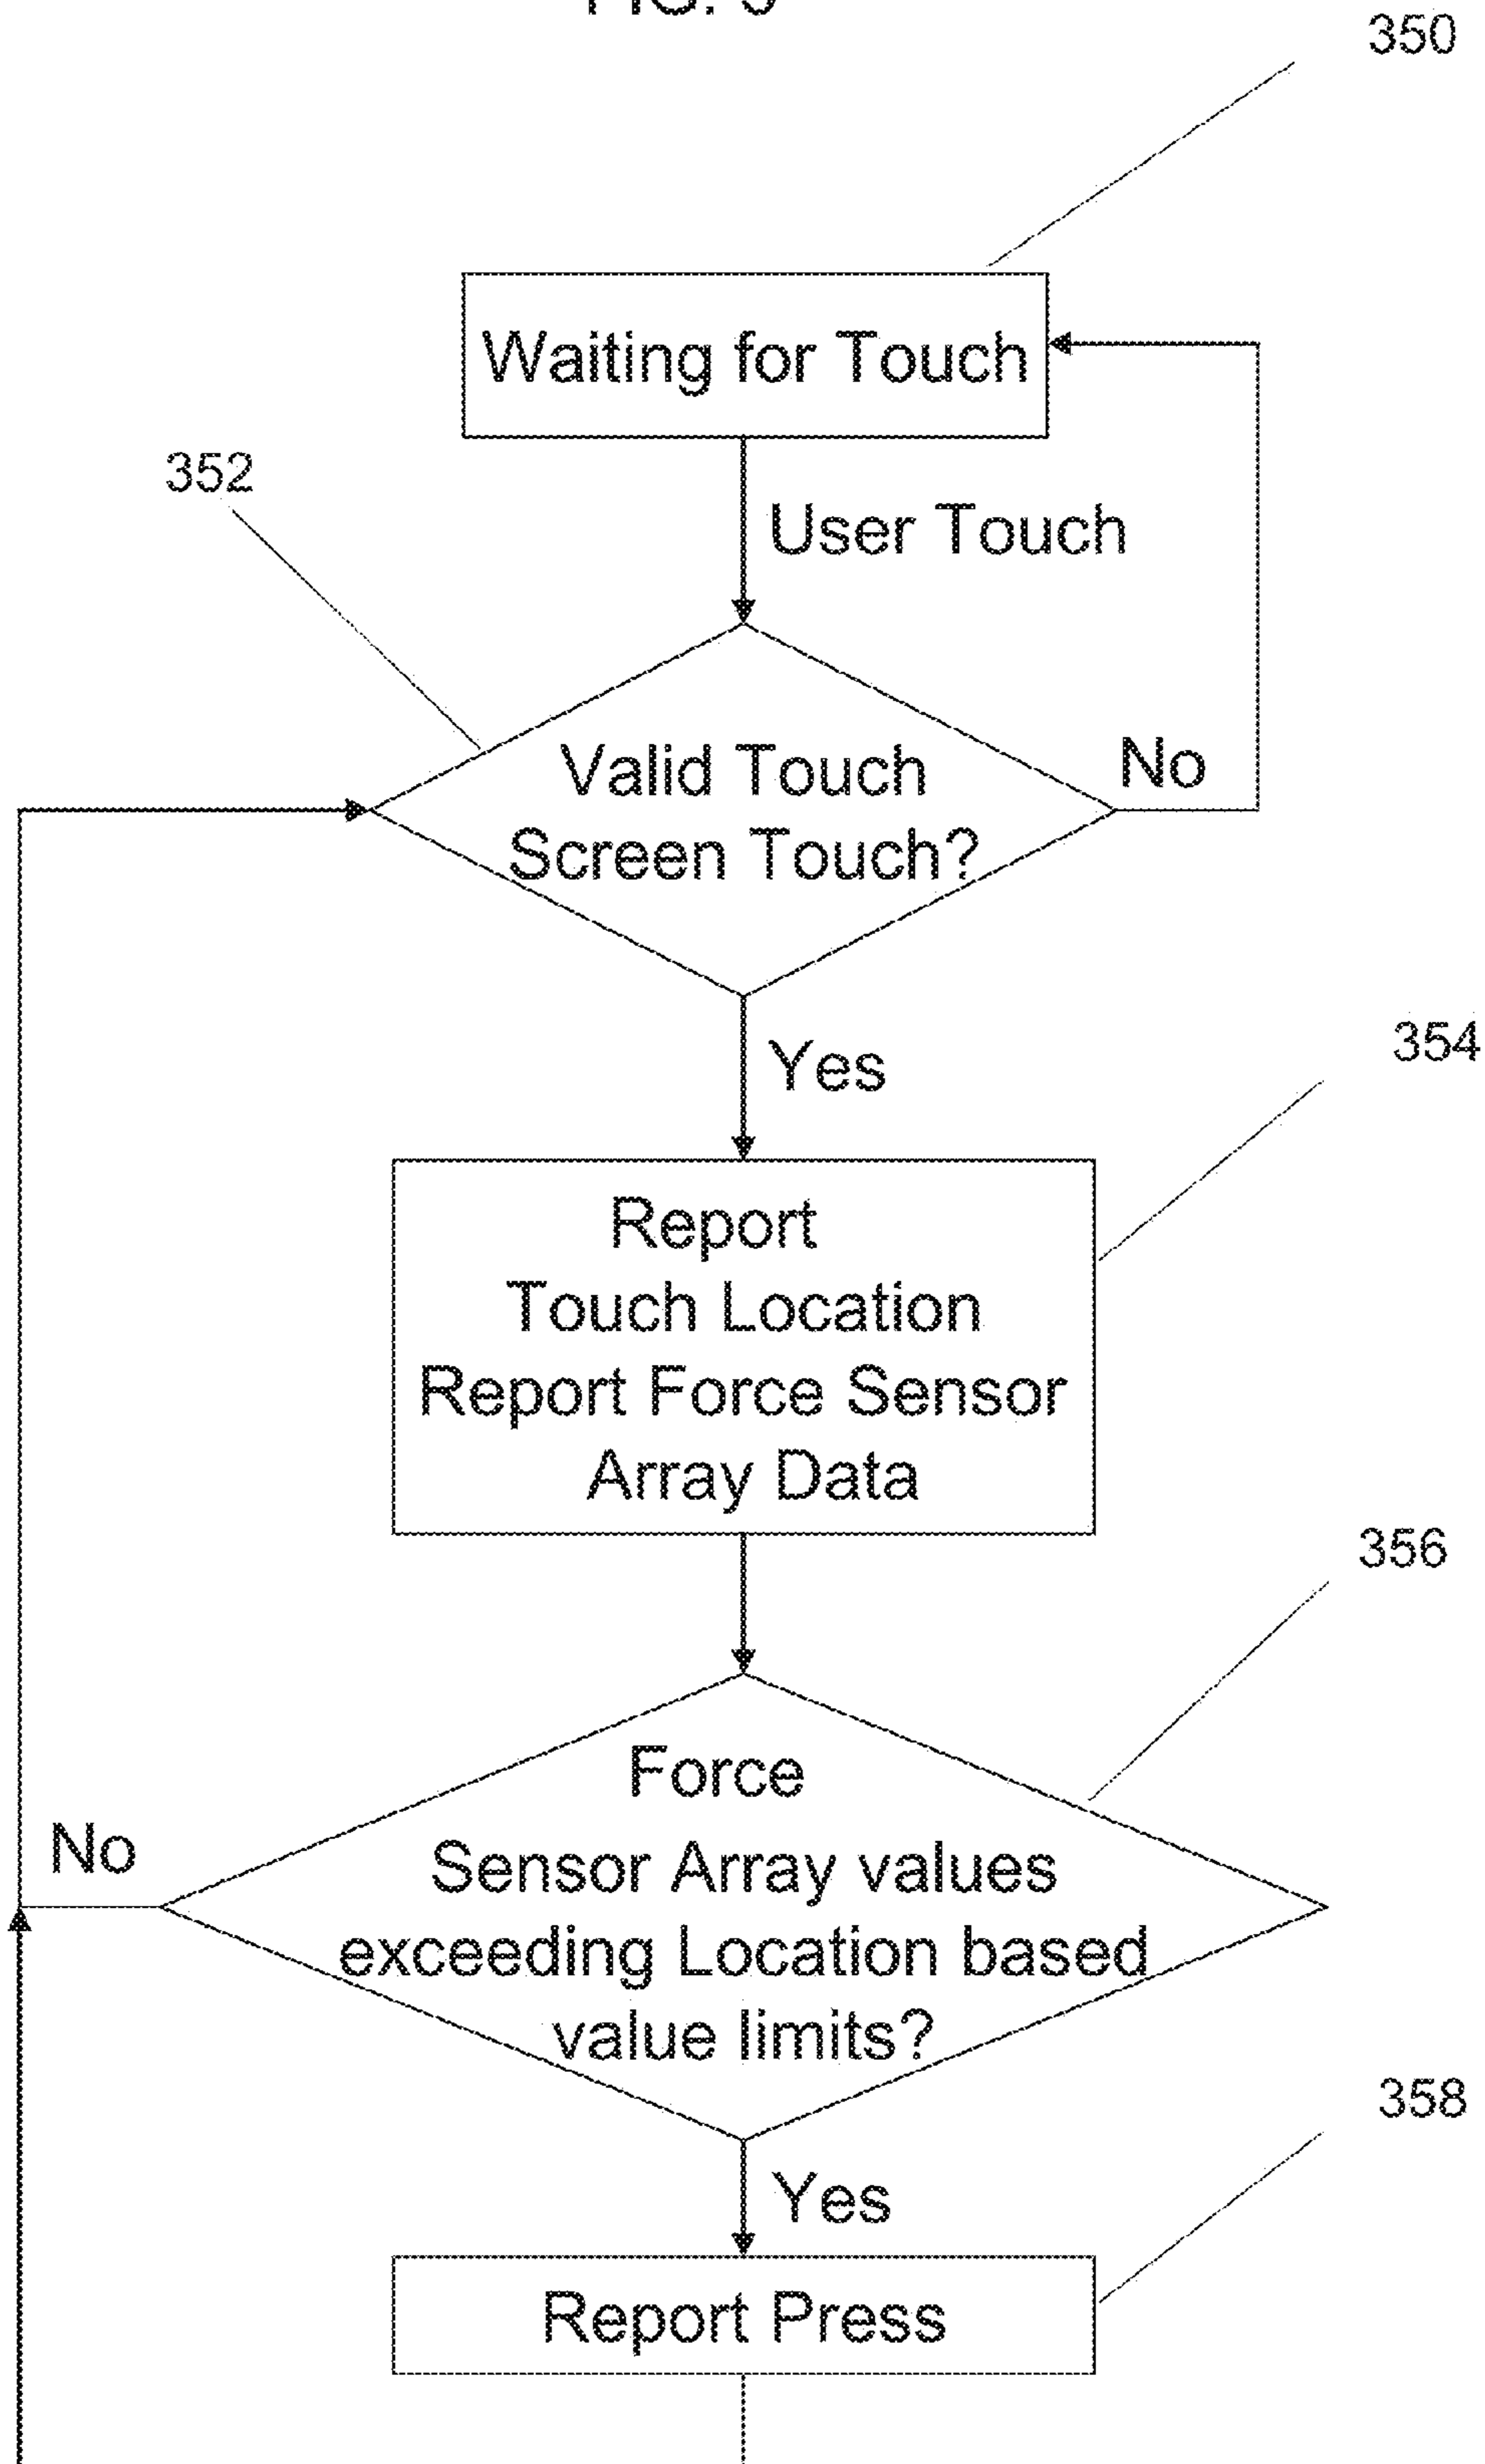 350
Waiting for Touch
352
User Touch
Valid Touch
Screen Touch?
No
Yes
354
Report
Touch Location
Report Force Sensor
Array Data
356
Force
Sensor Array values
exceeding Location based
value limits?
No
358
Yes
Report Press